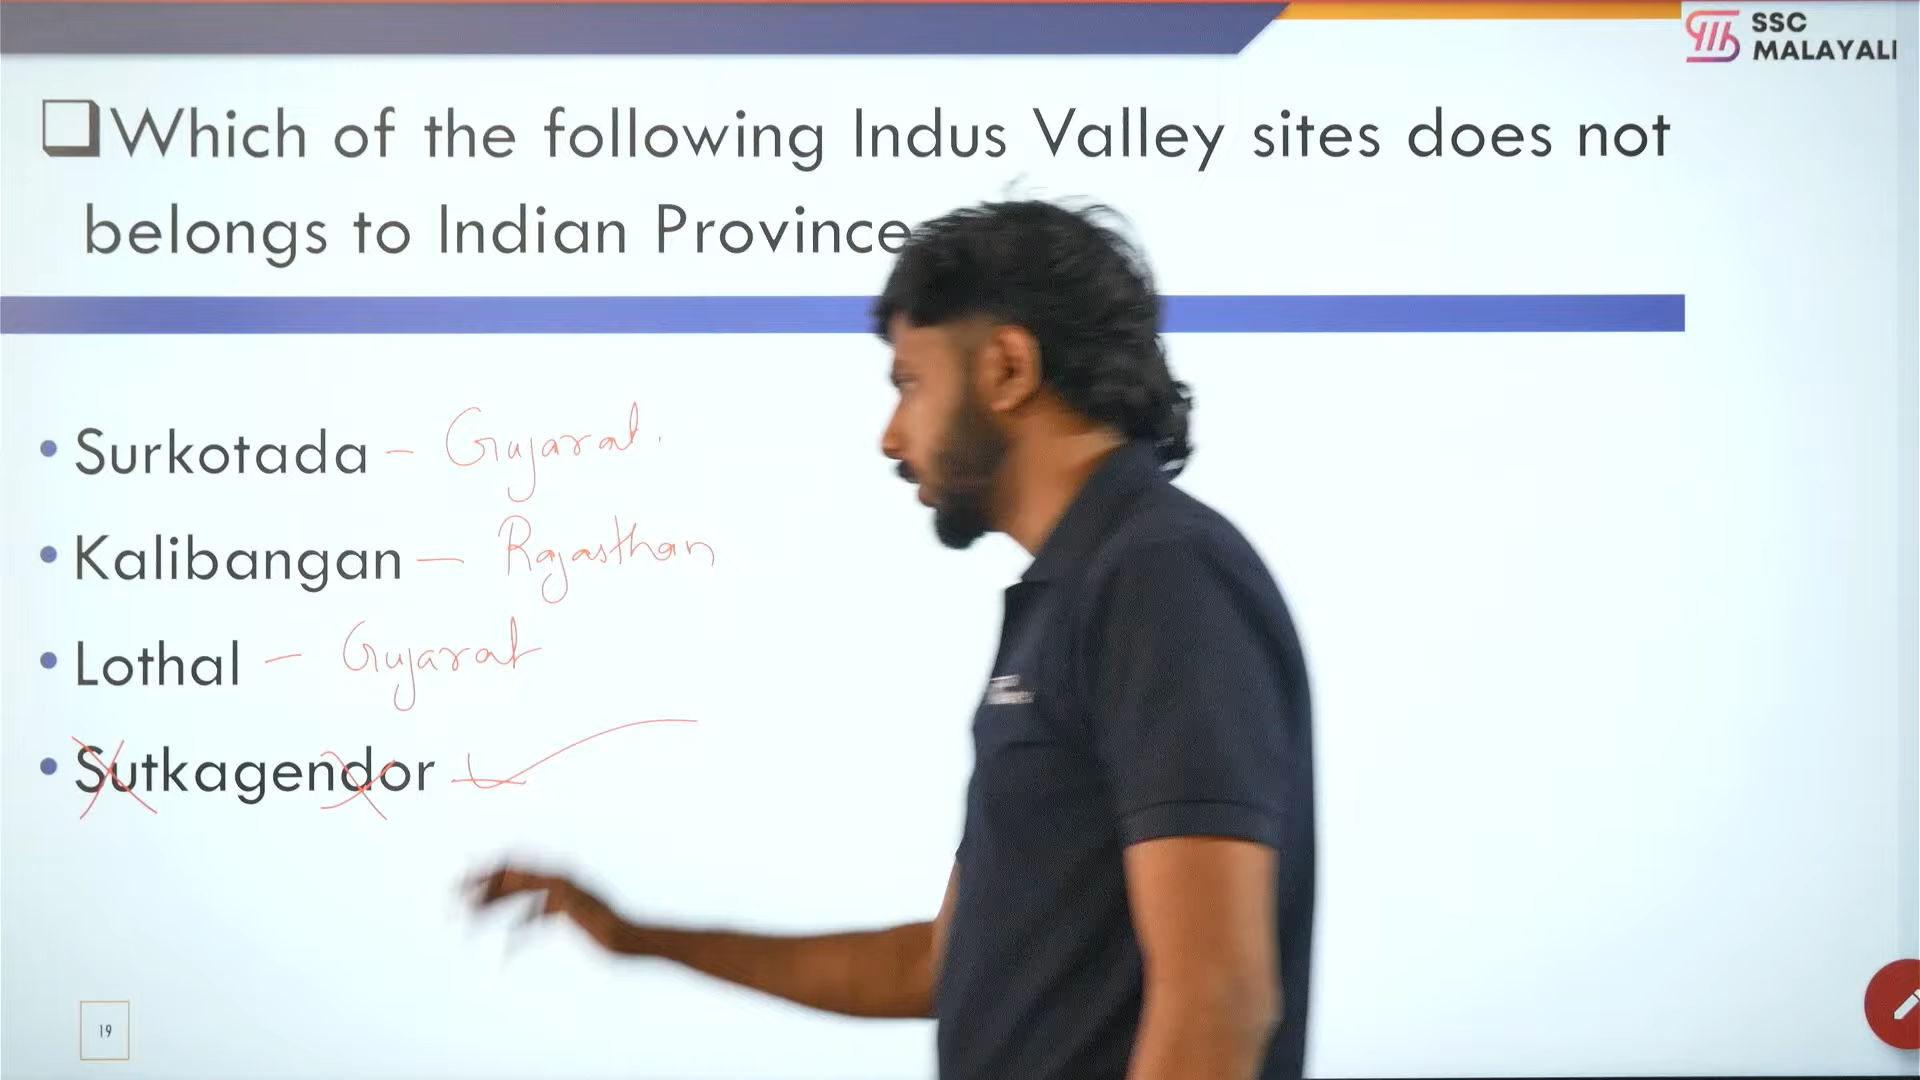 SSC
MALAYALI
Which of the following Indus Valley sites does not
belongs to Indian Province
Surkotada – Gujarat.
Kalibangan – Rajasthan
Lothal – Gujarat
Sutkagendor
19